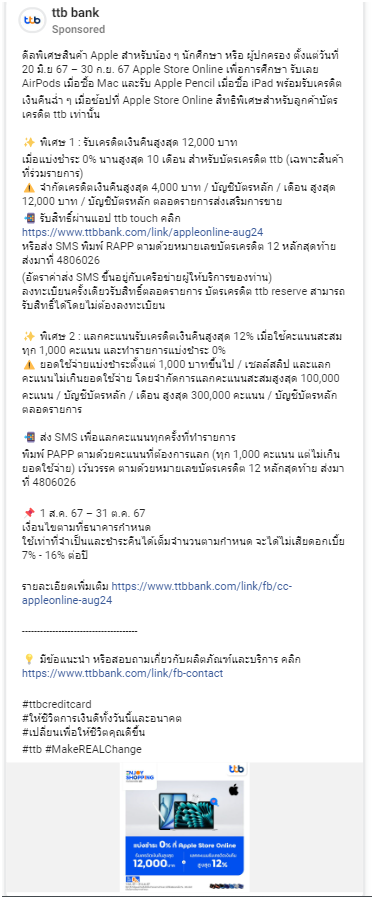 ttb bank
Sponsored
ดีลพิเศษสินค้า Apple สำหรับน้อง ๆ นักศึกษา หรือ ผู้ปกครอง ตั้งแต่วันที่
20 มิ.ย 67 – 30 ก.ย. 67 Apple Store Online เพื่อการศึกษา รับเลย
AirPods เมื่อซื้อ Mac และรับ Apple Pencil เมื่อซื้อ iPad พร้อมรับเครดิต
เงินคืนฉ่ำ ๆ เมื่อช้อปที่ Apple Store Online สิทธิพิเศษสำหรับลูกค้าบัตร
เครดิต ttb เท่านั้น
✨ พิเศษ 1 : รับเครดิตเงินคืนสูงสุด 12,000 บาท
เมื่อแบ่งชำระ 0% นานสูงสุด 10 เดือน สำหรับบัตรเครดิต ttb (เฉพาะสินค้า
ที่ร่วมรายการ)
⚠️ จำกัดเครดิตเงินคืนสูงสุด 4,000 บาท / บัญชีบัตรหลัก / เดือน สูงสุด
12,000 บาท / บัญชีบัตรหลัก ตลอดรายการส่งเสริมการขาย
📲 รับสิทธิ์ผ่านแอป ttb touch คลิก
https://www.ttbbank.com/link/appleonline-aug24
หรือส่ง SMS พิมพ์ RAPP ตามด้วยหมายเลขบัตรเครดิต 12 หลักสุดท้าย
ส่งมาที่ 4806026
(อัตราค่าส่ง SMS ขึ้นอยู่กับเครือข่ายผู้ให้บริการของท่าน)
ลงทะเบียนครั้งเดียวรับสิทธิ์ตลอดรายการ บัตรเครดิต ttb reserve สามารถ
รับสิทธิ์ได้โดยไม่ต้องลงทะเบียน
✨ พิเศษ 2 : แลกคะแนนรับเครดิตเงินคืนสูงสุด 12% เมื่อใช้คะแนนสะสม
ทุก 1,000 คะแนน และทำรายการแบ่งชำระ 0%
⚠️ ยอดใช้จ่ายแบ่งชำระตั้งแต่ 1,000 บาทขึ้นไป / เซลล์สลิป และแลก
คะแนนไม่เกินยอดใช้จ่าย โดยจำกัดการแลกคะแนนสะสมสูงสุด 100,000
คะแนน / บัญชีบัตรหลัก / เดือน สูงสุด 300,000 คะแนน / บัญชีบัตรหลัก
ตลอดรายการ
📲 ส่ง SMS เพื่อแลกคะแนนทุกครั้งที่ทำรายการ
พิมพ์ PAPP ตามด้วยคะแนนที่ต้องการแลก (ทุก 1,000 คะแนน แต่ไม่เกิน
ยอดใช้จ่าย) เว้นวรรค ตามด้วยหมายเลขบัตรเครดิต 12 หลักสุดท้าย ส่งมา
ที่ 4806026
📌 1 ส.ค. 67 – 31 ต.ค. 67
เงื่อนไขตามที่ธนาคารกำหนด
ใช้เท่าที่จำเป็นและชำระคืนได้เต็มจำนวนตามกำหนด จะได้ไม่เสียดอกเบี้ย
7% - 16% ต่อปี
รายละเอียดเพิ่มเติม https://www.ttbbank.com/link/fb/cc-
appleonline-aug24
--------------------------------------
💡 มีข้อแนะนำ หรือสอบถามเกี่ยวกับผลิตภัณฑ์และบริการ คลิก
https://www.ttbbank.com/link/fb-contact
#ttbcreditcard
#ให้ชีวิตการเงินดีทั้งวันนี้และอนาคต
#เปลี่ยนเพื่อให้ชีวิตคุณดีขึ้น
#ttb #MakeREALChange
ENJOY
SHOPPING
ttb
แบ่งชำระ 0% ที่ Apple Store Online
รับเครดิตเงินคืนสูงสุด
12,000 บาท
สูงสุด 12%